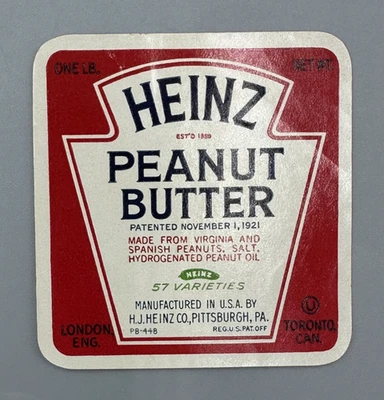 ONE LB. NET WT.
HEINZ
EST'D 1869
PEANUT
BUTTER
PATENTED NOVEMBER 1, 1921
MADE FROM VIRGINIA AND
SPANISH PEANUTS, SALT,
HYDROGENATED PEANUT OIL
HEINZ
57 VARIETIES
MANUFACTURED IN U.S.A. BY
H.J. HEINZ CO., PITTSBURGH, PA.
PB-44B REG. U.S. PAT. OFF
LONDON, ENG.
U
TORONTO, CAN.